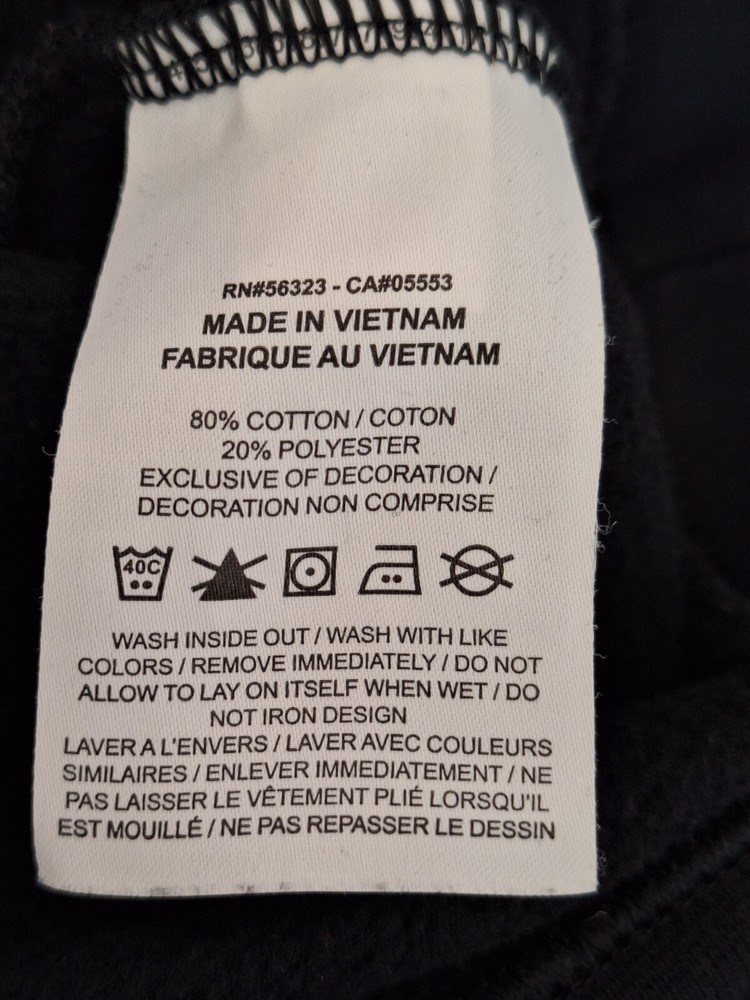 RN#56323 - CA#05553
MADE IN VIETNAM
FABRIQUE AU VIETNAM
80% COTTON / COTON
20% POLYESTER
EXCLUSIVE OF DECORATION /
DECORATION NON COMPRISE
40C
WASH INSIDE OUT / WASH WITH LIKE
COLORS / REMOVE IMMEDIATELY / DO NOT
ALLOW TO LAY ON ITSELF WHEN WET / DO
NOT IRON DESIGN
LAVER A L'ENVERS / LAVER AVEC COULEURS
SIMILAIRES / ENLEVER IMMEDIATEMENT / NE
PAS LAISSER LE VÊTEMENT PLIÉ LORSQU'IL
EST MOUILLÉ / NE PAS REPASSER LE DESSIN